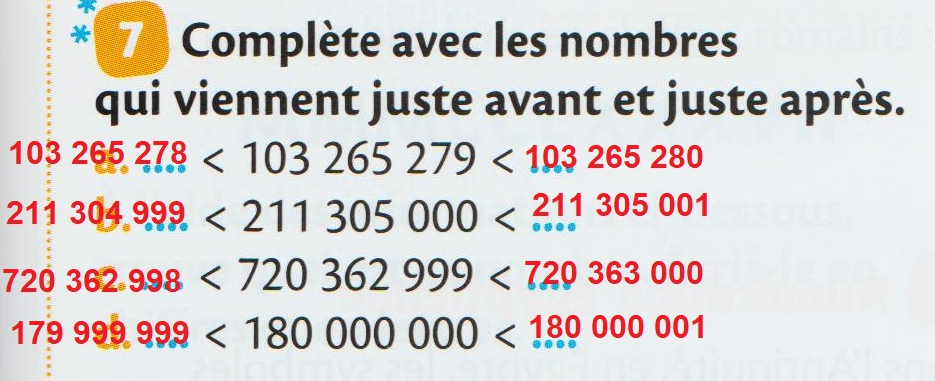 ** 7 Complète avec les nombres
qui viennent juste avant et juste après.
a. 103 265 278 < 103 265 279 < 103 265 280
b. 211 304 999 < 211 305 000 < 211 305 001
c. 720 362 998 < 720 362 999 < 720 363 000
d. 179 999 999 < 180 000 000 < 180 000 001